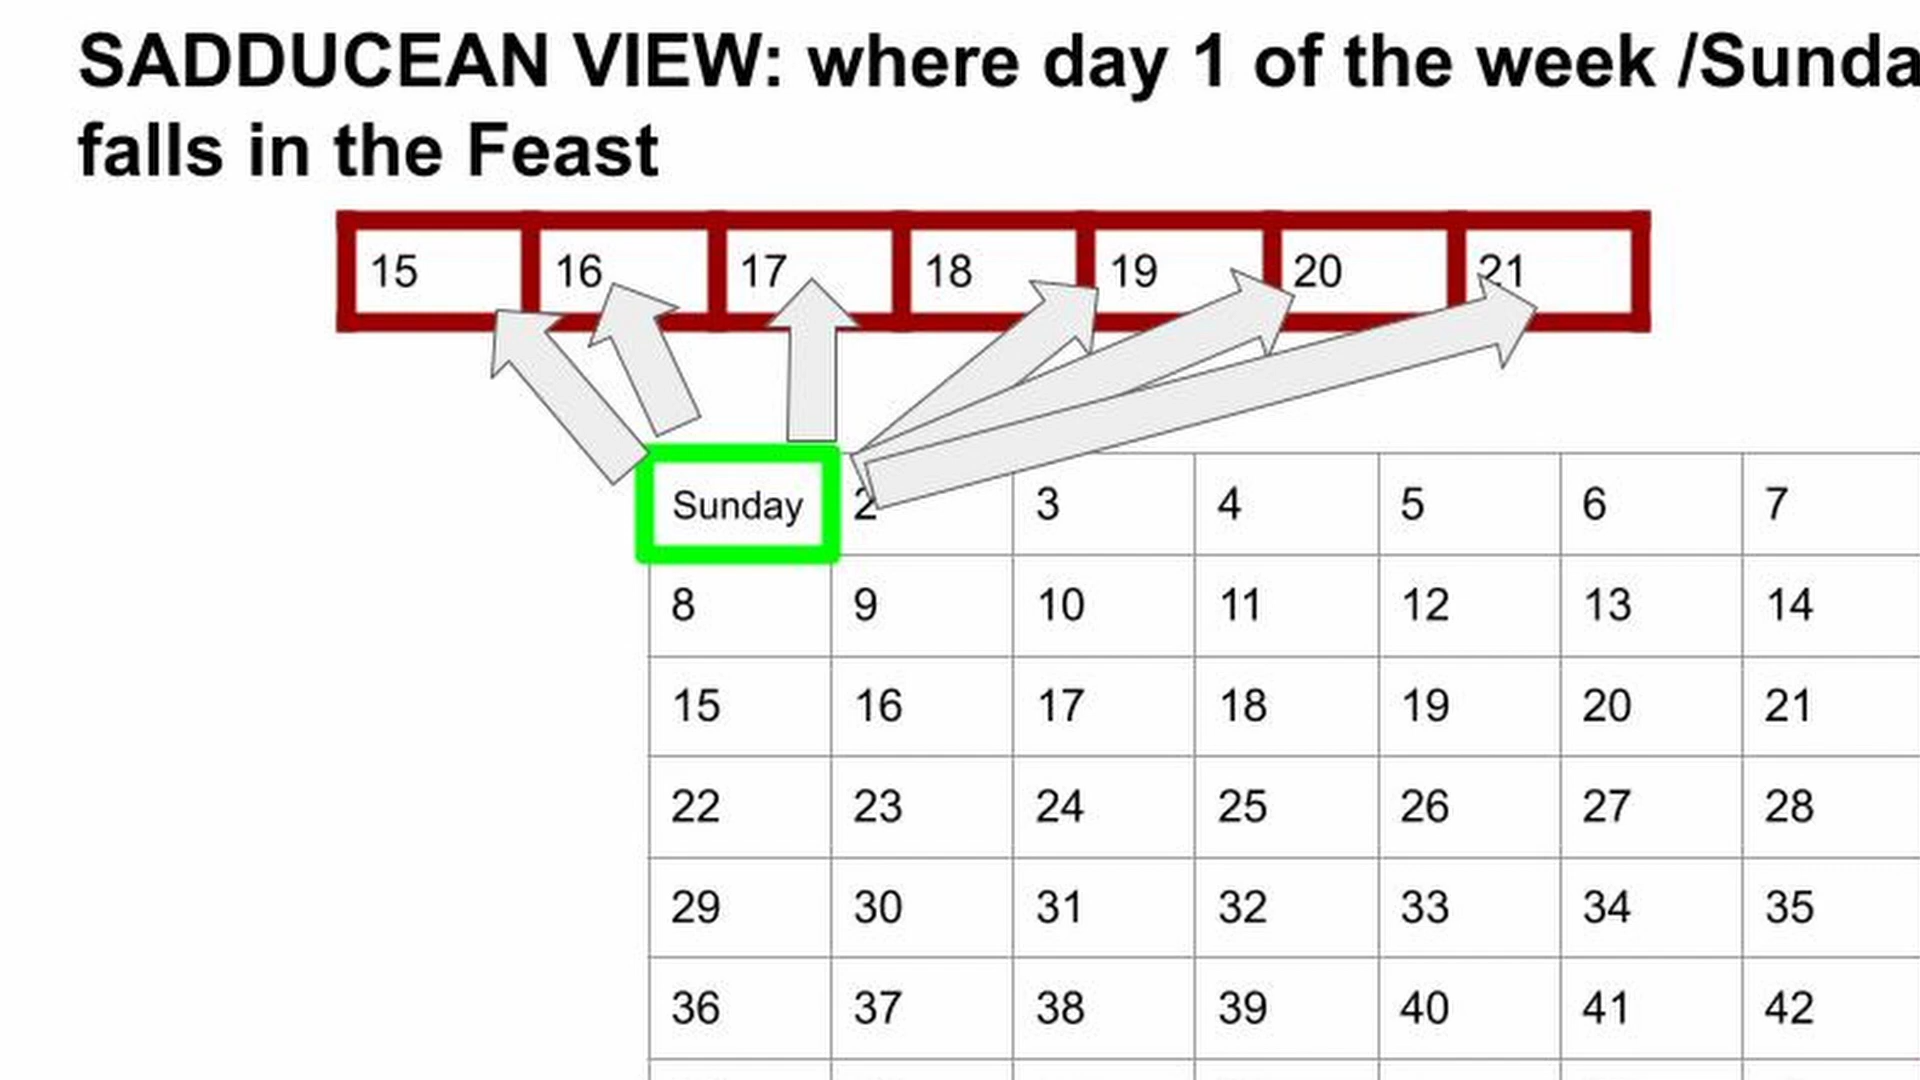 SADDUCEAN VIEW: where day 1 of the week /Sunda
falls in the Feast
15 16 17 18 19 20 21
Sunday 2 3 4 5 6 7
8 9 10 11 12 13 14
15 16 17 18 19 20 21
22 23 24 25 26 27 28
29 30 31 32 33 34 35
36 37 38 39 40 41 42